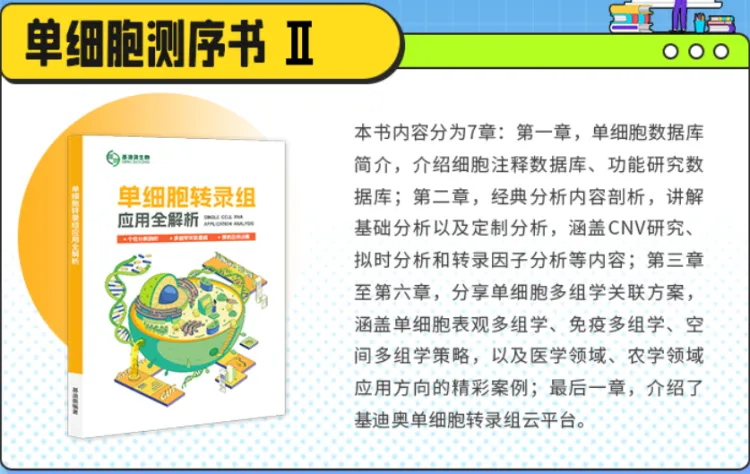 单细胞测序书 Ⅱ
基迪奥生物
单细胞转录组
应用全解析
SINGLE CELL RNA
APPLICATION ANALYSIS
单细胞转录组应用全解析
基迪奥编著
本书内容分为7章：第一章，单细胞数据库
简介，介绍细胞注释数据库、功能研究数
据库；第二章，经典分析内容剖析，讲解
基础分析以及定制分析，涵盖CNV研究、
拟时分析和转录因子分析等内容；第三章
至第六章，分享单细胞多组学关联方案，
涵盖单细胞表观多组学、免疫多组学、空
间多组学策略，以及医学领域、农学领域
应用方向的精彩案例；最后一章，介绍了
基迪奥单细胞转录组云平台。